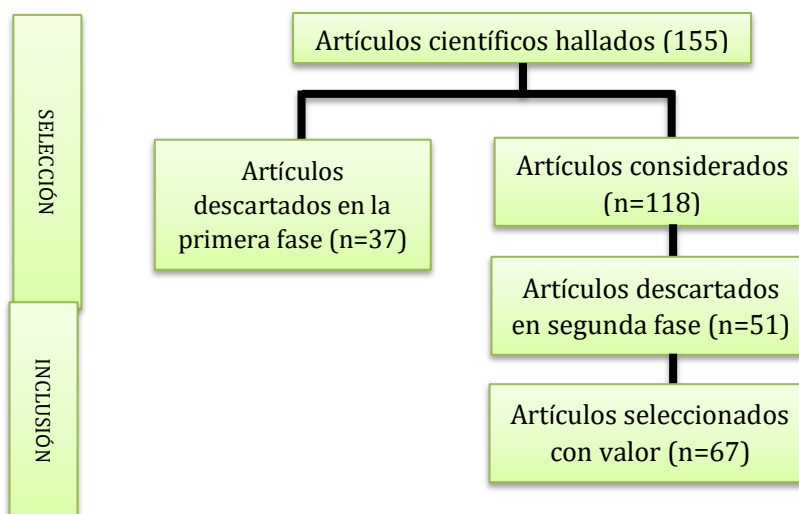 Artículos científicos hallados (155)
SELECCIÓN
Artículos
descartados en la
primera fase (n=37)
Artículos considerados
(n=118)
Artículos descartados
en segunda fase (n=51)
INCLUSIÓN
Artículos seleccionados
con valor (n=67)